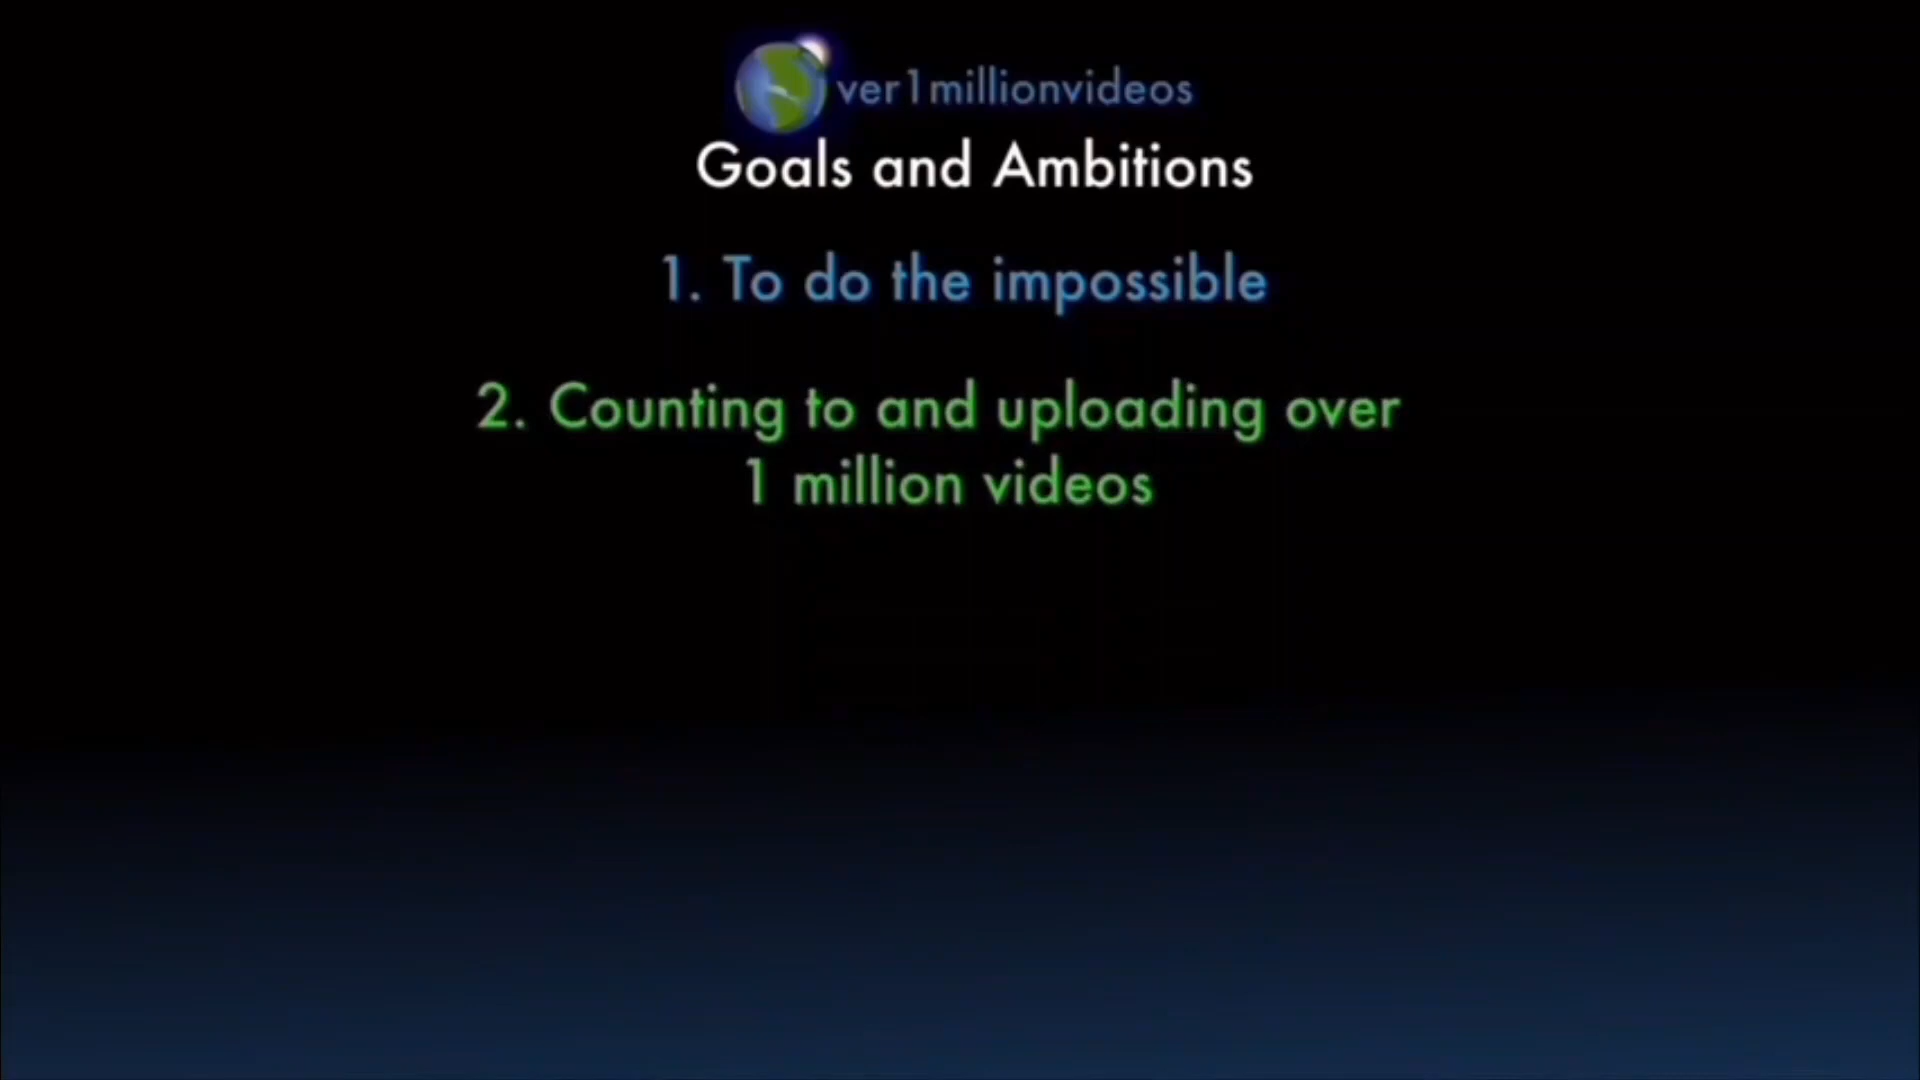 ver1millionvideos
Goals and Ambitions
1. To do the impossible
2. Counting to and uploading over
1 million videos